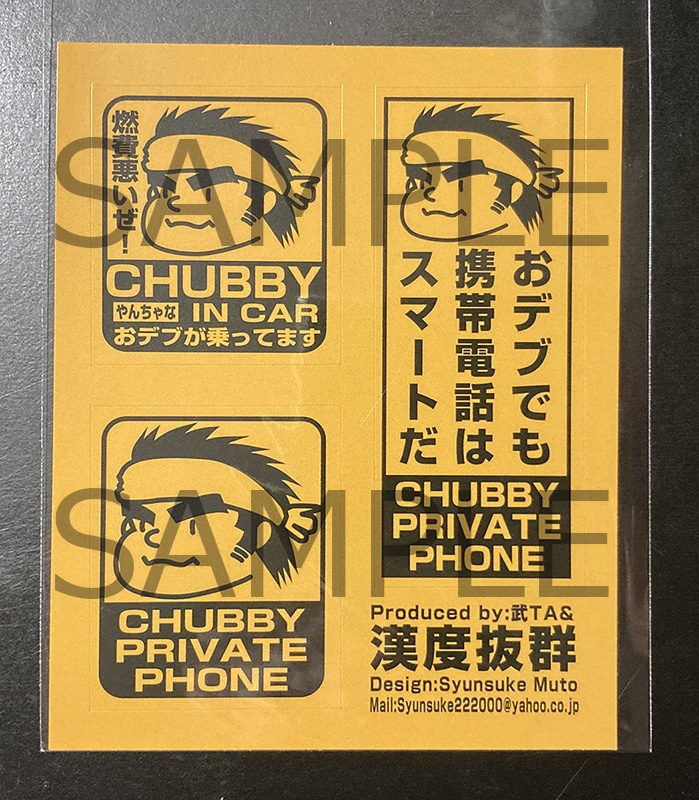 燃費悪いぜ！
CHUBBY
やんちゃな IN CAR
おデブが乗ってます
おデブでも
携帯電話は
スマートだ
CHUBBY
PRIVATE
PHONE
CHUBBY
PRIVATE
PHONE
Produced by:武TA&
漢度抜群
Design:Syunsuke Muto
Mail:Syunsuke222000@yahoo.co.jp
SAMPLE
SAMPLE